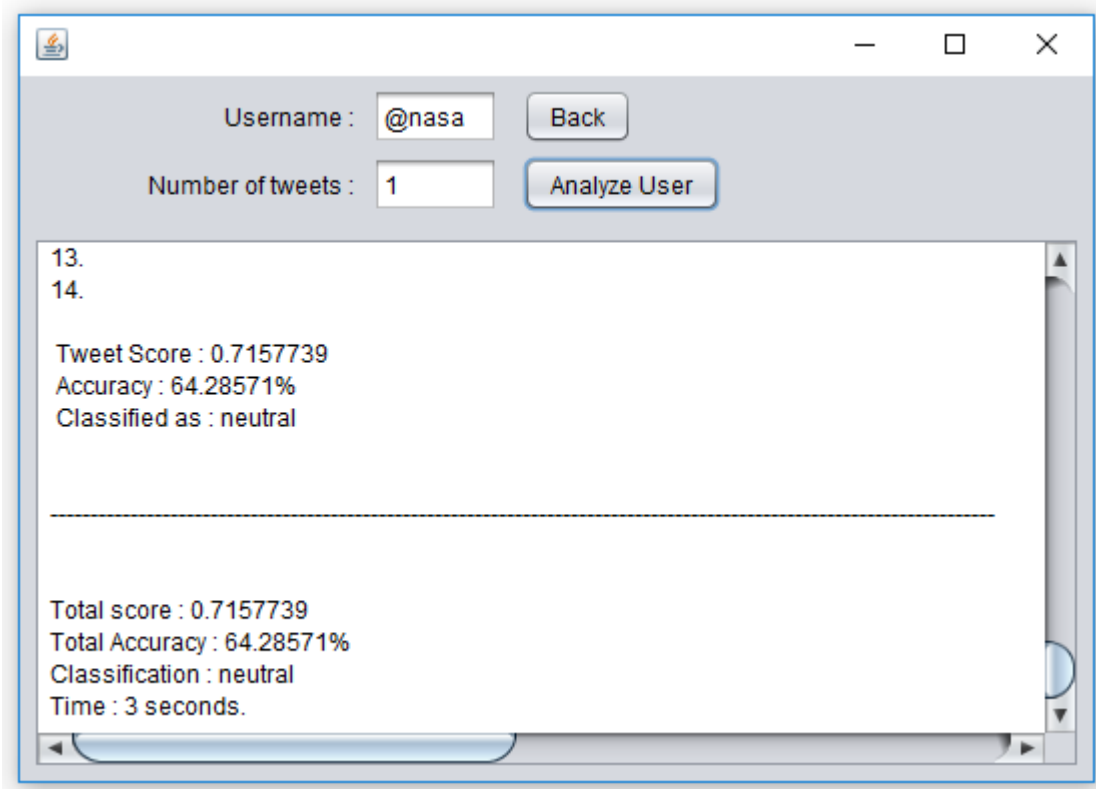 Username : @nasa Back
Number of tweets : 1 Analyze User
13.
14.
Tweet Score : 0.7157739
Accuracy : 64.28571%
Classified as : neutral
--------------------------------------------------------------------------------------------------------------
Total score : 0.7157739
Total Accuracy : 64.28571%
Classification : neutral
Time : 3 seconds.